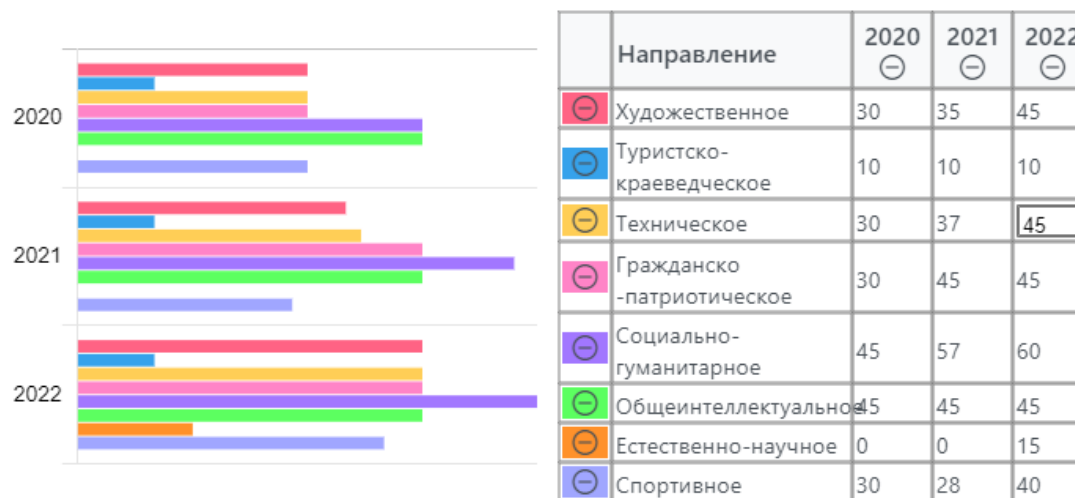 2020
2021
2022
Направление 2020 2021 2022
Художественное 30 35 45
Туристско-
краеведческое 10 10 10
Техническое 30 37 45
Гражданско
-патриотическое 30 45 45
Социально-
гуманитарное 45 57 60
Общеинтеллектуальное 45 45 45
Естественно-научное 0 0 15
Спортивное 30 28 40